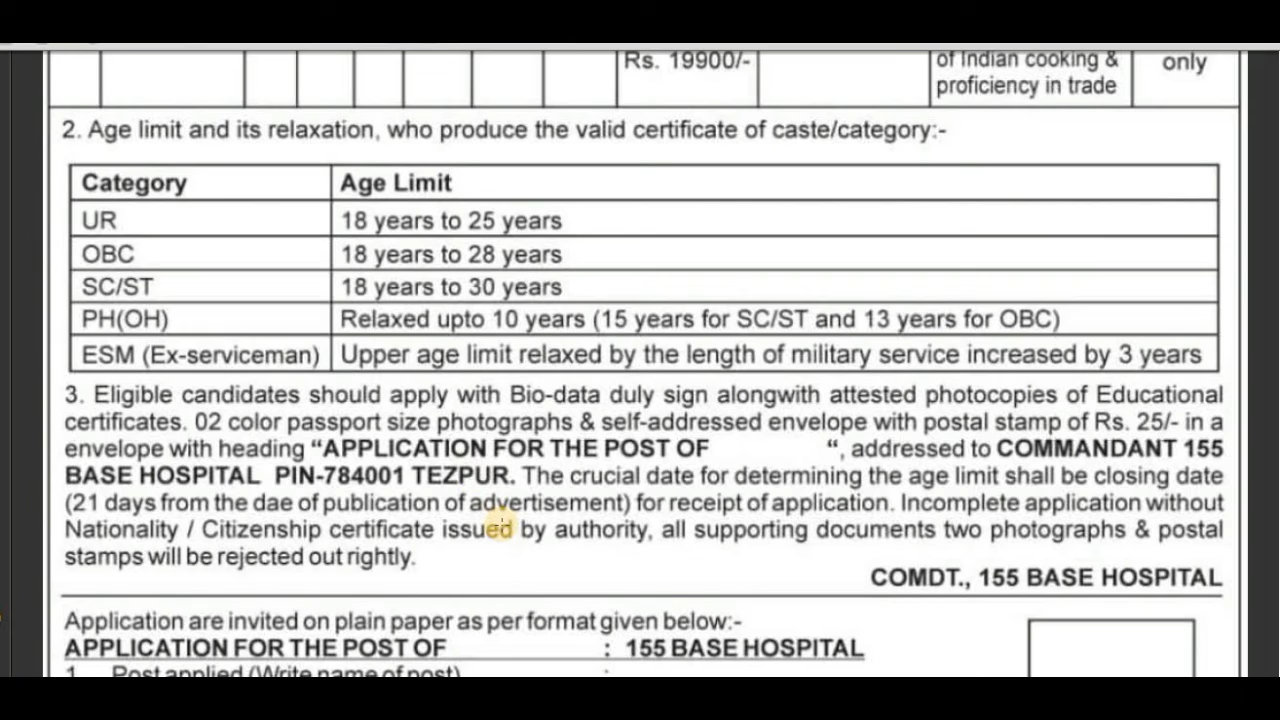 Rs. 19900/-
of Indian cooking &
proficiency in trade
only
2. Age limit and its relaxation, who produce the valid certificate of caste/category:-
Category Age Limit
UR 18 years to 25 years
OBC 18 years to 28 years
SC/ST 18 years to 30 years
PH(OH) Relaxed upto 10 years (15 years for SC/ST and 13 years for OBC)
ESM (Ex-serviceman) Upper age limit relaxed by the length of military service increased by 3 years
3. Eligible candidates should apply with Bio-data duly sign alongwith attested photocopies of Educational
certificates. 02 color passport size photographs & self-addressed envelope with postal stamp of Rs. 25/- in a
envelope with heading “APPLICATION FOR THE POST OF “, addressed to COMMANDANT 155
BASE HOSPITAL PIN-784001 TEZPUR. The crucial date for determining the age limit shall be closing date
(21 days from the dae of publication of advertisement) for receipt of application. Incomplete application without
Nationality / Citizenship certificate issued by authority, all supporting documents two photographs & postal
stamps will be rejected out rightly.
COMDT., 155 BASE HOSPITAL
Application are invited on plain paper as per format given below:-
APPLICATION FOR THE POST OF : 155 BASE HOSPITAL
1. Post applied (Write name of post) :